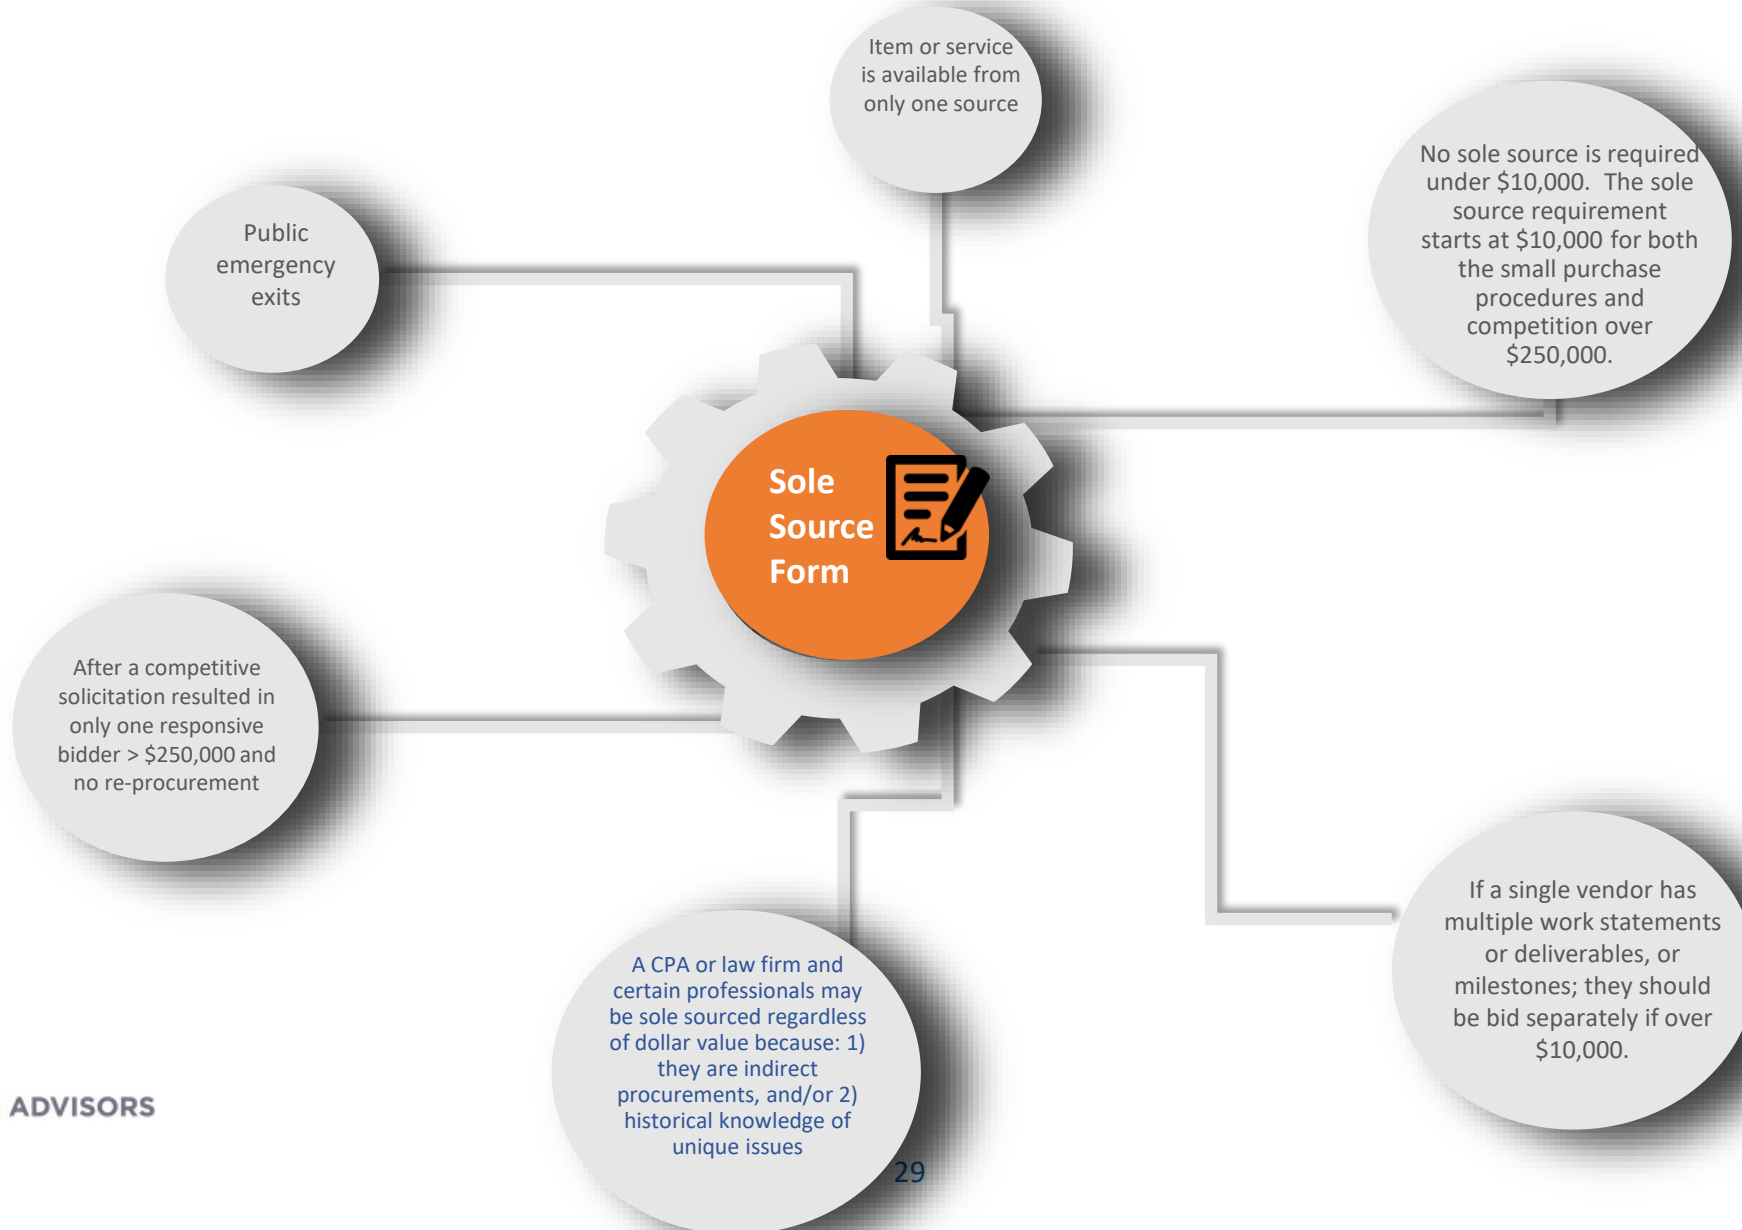 Item or service
is available from
only one source
No sole source is required
under $10,000.  The sole
source requirement
starts at $10,000 for both
the small purchase
procedures and
competition over
$250,000.
Public
emergency
exits
Sole
Source
Form
After a competitive
solicitation resulted in
only one responsive
bidder > $250,000 and
no re-procurement
If a single vendor has
multiple work statements
or deliverables, or
milestones; they should
be bid separately if over
$10,000.
A CPA or law firm and
certain professionals may
be sole sourced regardless
of dollar value because: 1)
they are indirect
procurements, and/or 2)
historical knowledge of
unique issues
ADVISORS
29